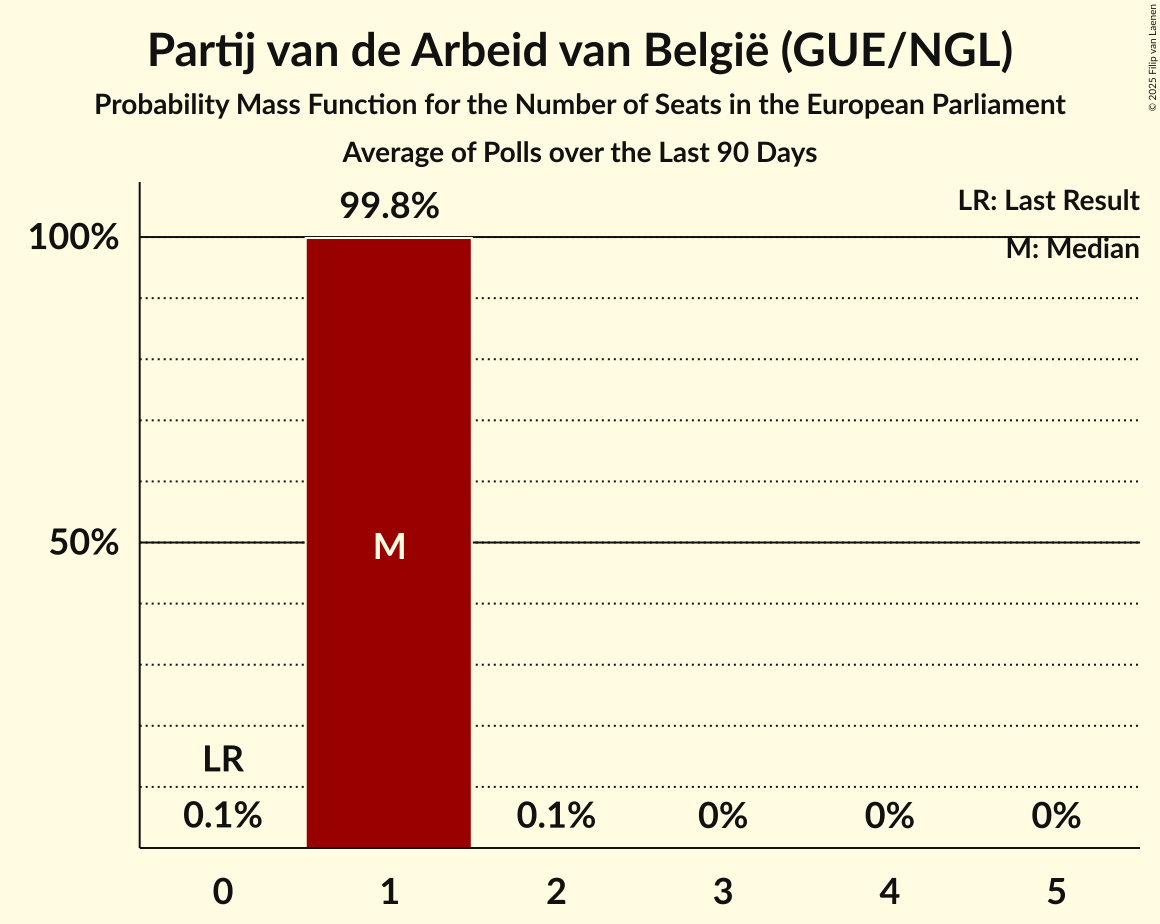 Partij van de Arbeid van België (GUE/NGL)
Probability Mass Function for the Number of Seats in the European Parliament
Average of Polls over the Last 90 Days
© 2025 Filip van Laenen
99.8%
LR: Last Result
100%
M: Median
50%
M
LR
0.1%
0.1%
0%
0%
0%
0
1
2
3
4
5